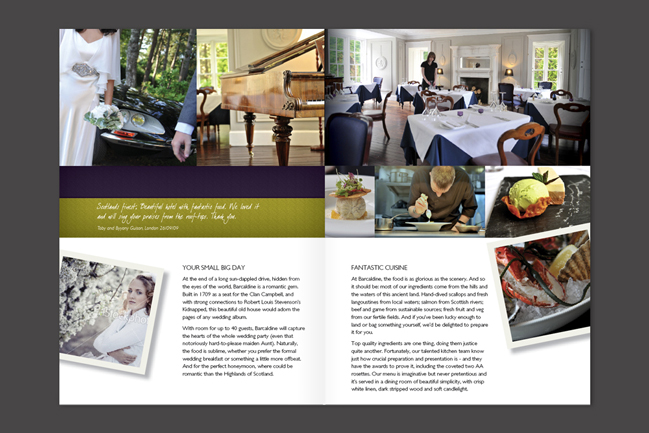 Scotlands finest; Beautiful hotel with fantastic food. We loved it
and will sing your praises from the roof-tops. Thank you.
Toby and Bryony Guson, London 26/09/09
YOUR SMALL BIG DAY
At the end of a long sun-dappled drive, hidden from
the eyes of the world, Barcaldine is a romantic gem.
Built in 1709 as a seat for the Clan Campbell, and
with strong connections to Robert Louis Stevenson's
Kidnapped, this beautiful old house would adorn the
pages of any wedding album.
With room for up to 40 guests, Barcaldine will capture
the hearts of the whole wedding party (even that
notoriously hard-to-please maiden Aunt). Naturally,
the food is sublime, whether you prefer the formal
wedding breakfast or something a little more offbeat.
And for the perfect honeymoon, where could be
romantic than the Highlands of Scotland.
FANTASTIC CUISINE
At Barcaldine, the food is as glorious as the scenery. And so
it should be; most of our ingredients come from the hills and
the waters of this ancient land. Hand-dived scallops and fresh
langoustines from local waters; salmon from Scottish rivers;
beef and game from sustainable sources; fresh fruit and veg
from our fertile fields. And if you've been lucky enough to
land or bag something yourself, we'd be delighted to prepare
it for you.
Top quality ingredients are one thing, doing them justice
quite another. Fortunately, our talented kitchen team know
just how crucial preparation and presentation is - and they
have the awards to prove it, including the coveted two AA
rosettes. Our menu is imaginative but never pretentious and
it's served in a dining room of beautiful simplicity, with crisp
white linen, dark stripped wood and soft candlelight.